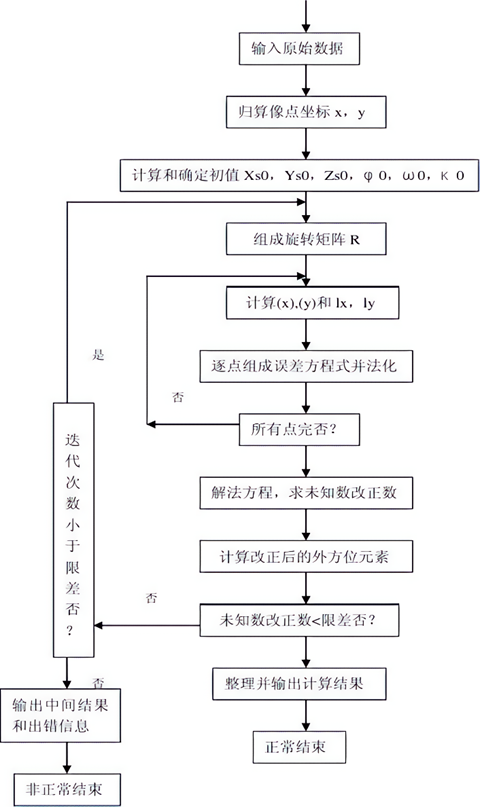 输入原始数据
归算像点坐标 x，y
计算和确定初值 Xs0，Ys0，Zs0，φ0，ω0，κ0
组成旋转矩阵 R
计算(x),(y)和 lx，ly
是
逐点组成误差方程式并法化
否
所有点完否？
迭代次数小于限差否？
解法方程，求未知数改正数
计算改正后的外方位元素
否
未知数改正数<限差否？
否
整理并输出计算结果
输出中间结果
和出错信息
正常结束
非正常结束